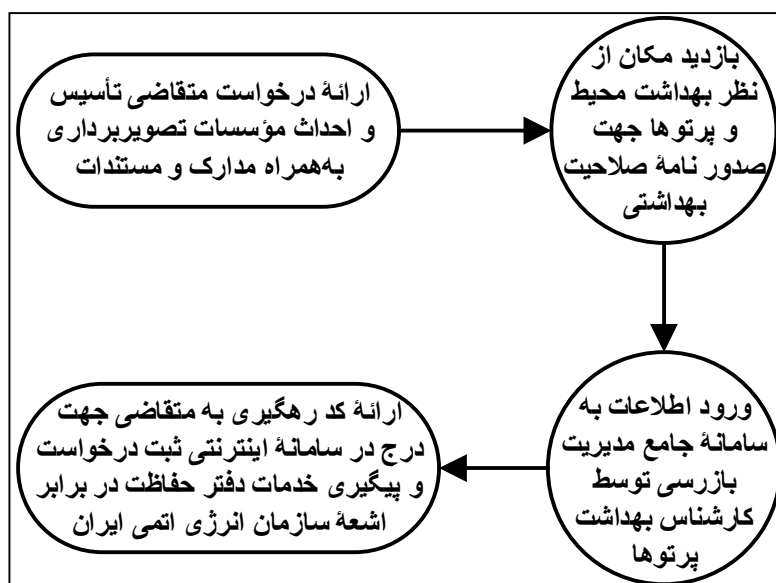 ارائهٔ درخواست متقاضی تأسیس
و احداث مؤسسات تصویربرداری
به‌همراه مدارک و مستندات
بازدید مکان از
نظر بهداشت محیط
و پرتوها جهت
صدور نامهٔ صلاحیت
بهداشتی
ورود اطلاعات به
سامانهٔ جامع مدیریت
بازرسی توسط
کارشناس بهداشت
پرتوها
ارائهٔ کد رهگیری به متقاضی جهت
درج در سامانهٔ اینترنتی ثبت درخواست
و پیگیری خدمات دفتر حفاظت در برابر
اشعهٔ سازمان انرژی اتمی ایران